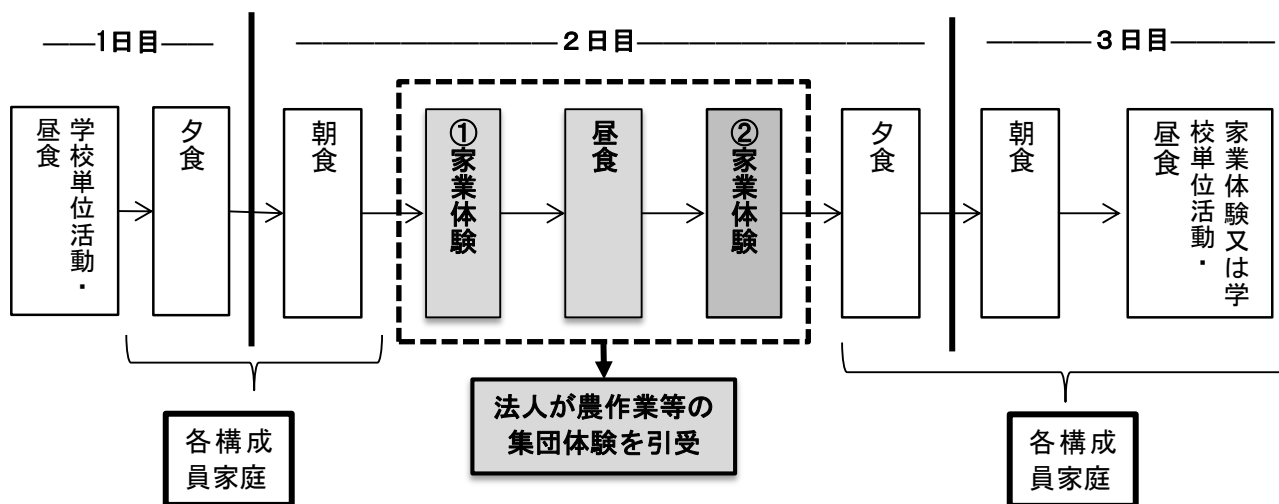 1日目
２日目
３日目
学校単位活動・
昼食
夕食
朝食
①家業体験
昼食
②家業体験
夕食
朝食
家業体験又は学
校単位活動・
昼食
法人が農作業等の
集団体験を引受
各構成
員家庭
各構成
員家庭